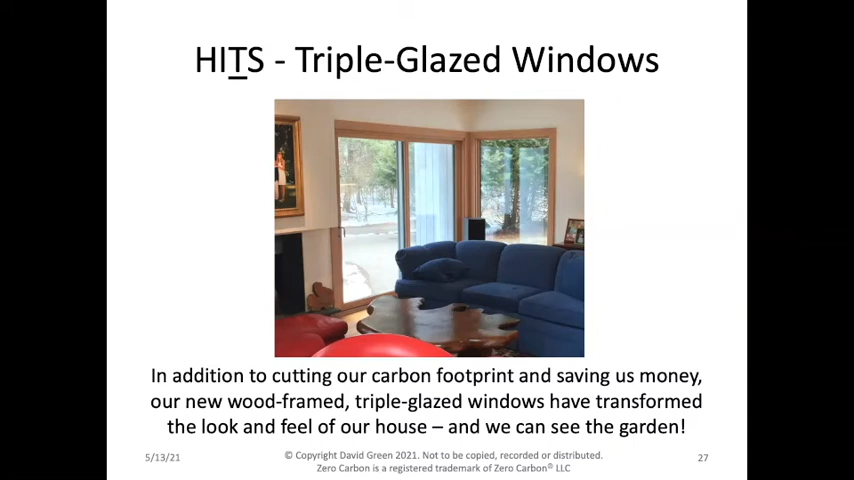 HITS - Triple-Glazed Windows
In addition to cutting our carbon footprint and saving us money,
our new wood-framed, triple-glazed windows have transformed
the look and feel of our house – and we can see the garden!
5/13/21
© Copyright David Green 2021. Not to be copied, recorded or distributed.
Zero Carbon is a registered trademark of Zero Carbon® LLC
27